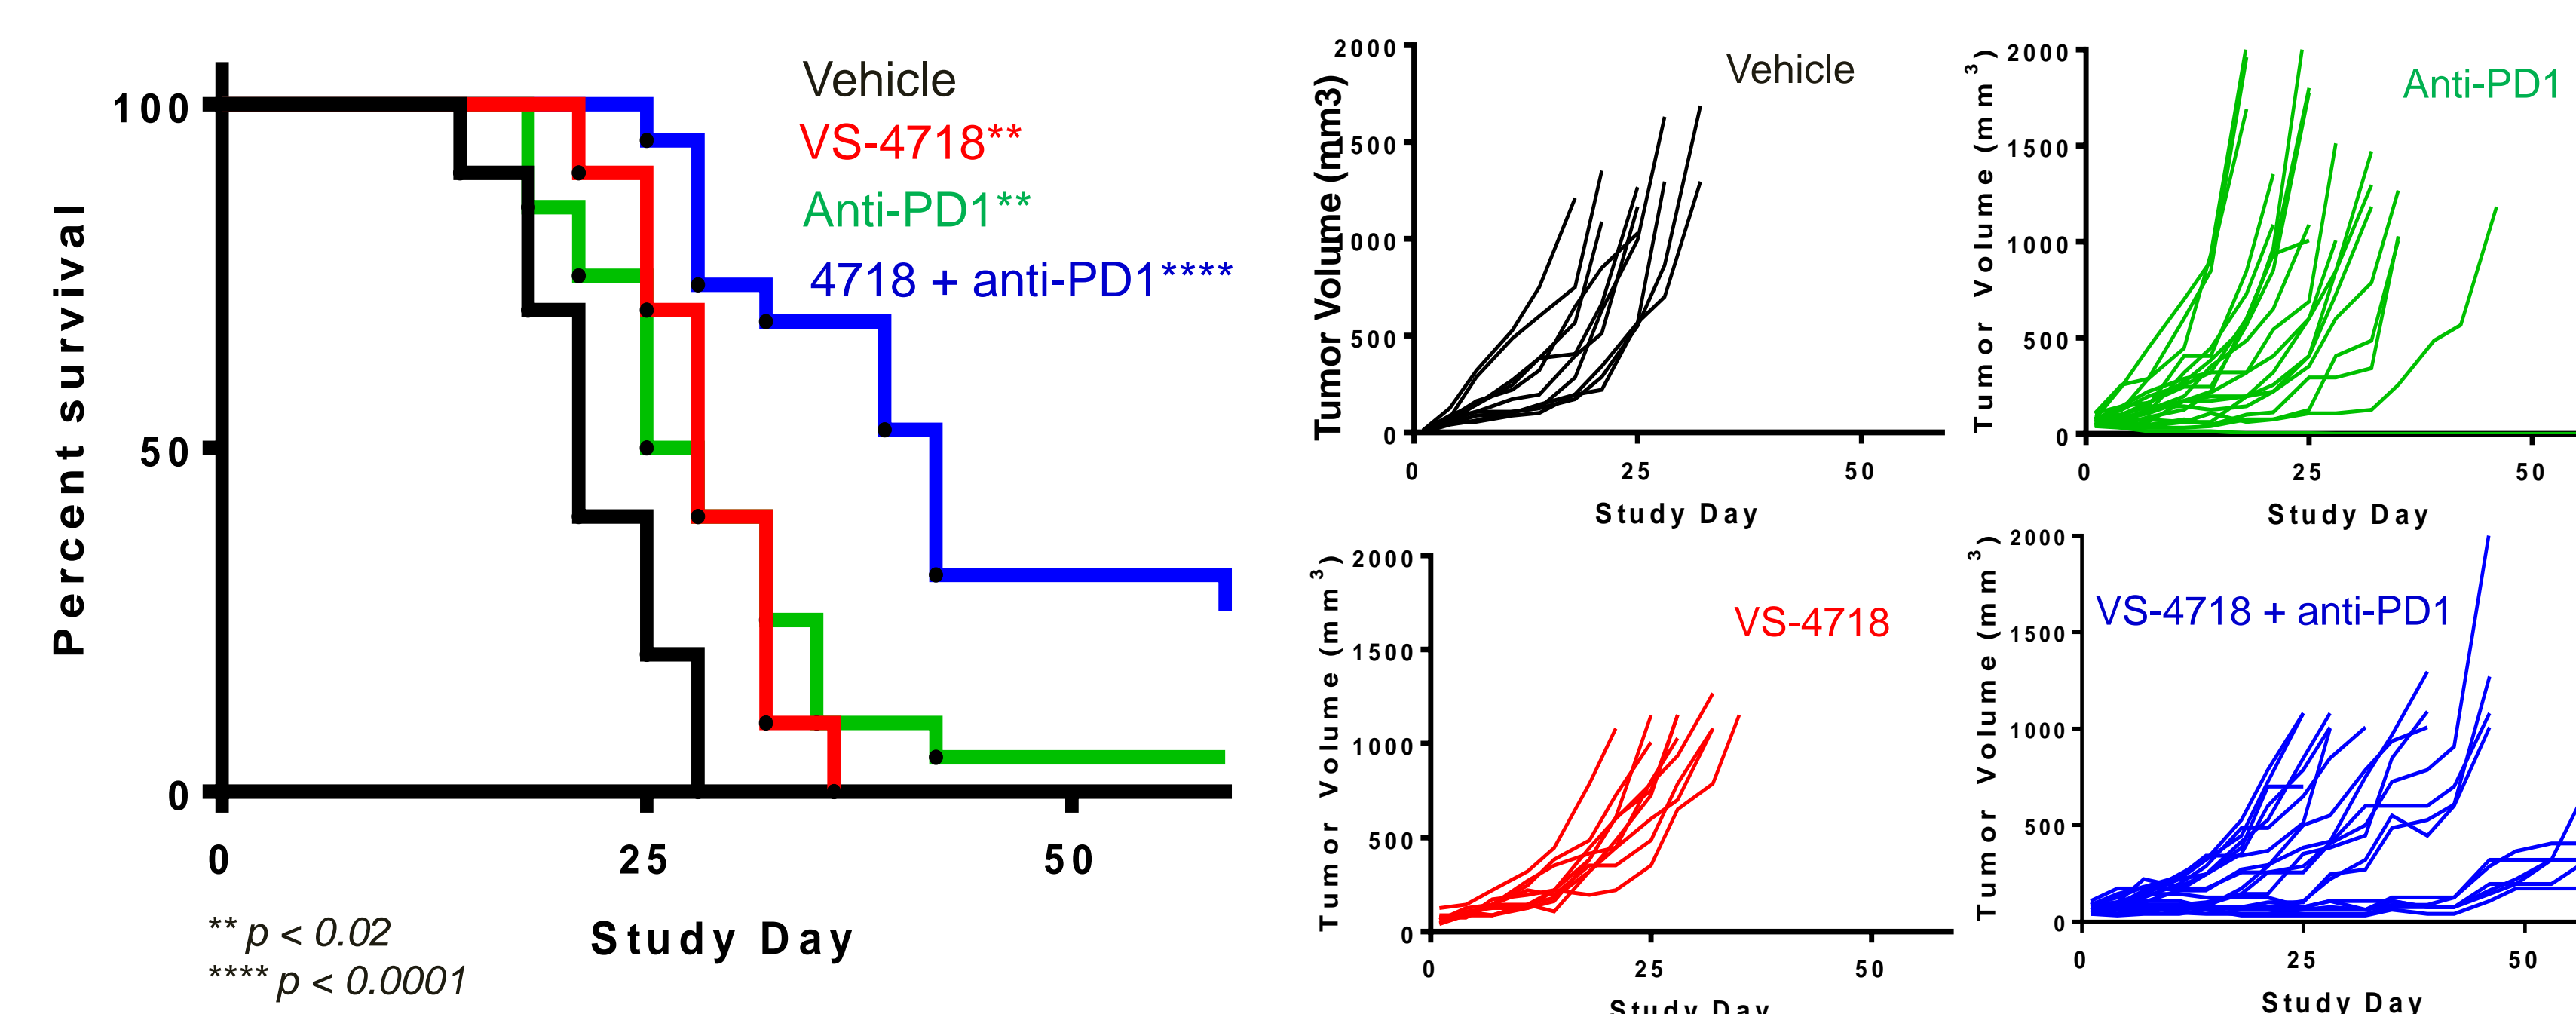 Percent survival
100
50
0
0 25 50
Study Day
Vehicle
VS-4718**
Anti-PD1**
4718 + anti-PD1****
** p < 0.02
**** p < 0.0001
Tumor Volume (mm3)
2000
1500
1000
500
0
0 25 50
Study Day
Vehicle
Tumor Volume (mm³)
2000
1500
1000
500
0
0 25 50
Study Day
Anti-PD1
Tumor Volume (mm³)
2000
1500
1000
500
0
0 25 50
Study Day
VS-4718
Tumor Volume (mm³)
2000
1500
1000
500
0
0 25 50
Study Day
VS-4718 + anti-PD1